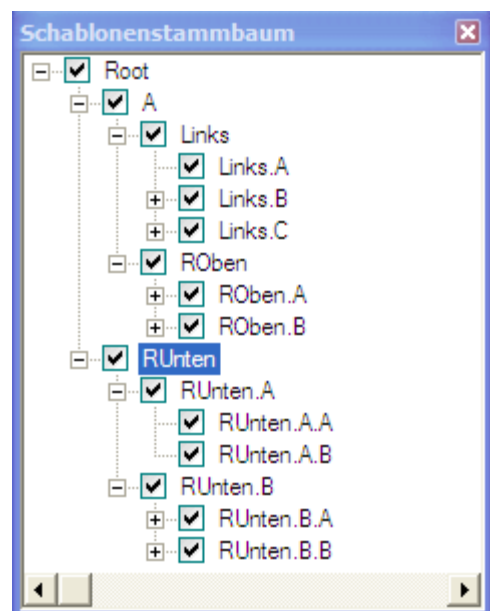 Schablonenstammbaum
Root
A
Links
Links.A
Links.B
Links.C
ROben
ROben.A
ROben.B
RUnten
RUnten.A
RUnten.A.A
RUnten.A.B
RUnten.B
RUnten.B.A
RUnten.B.B